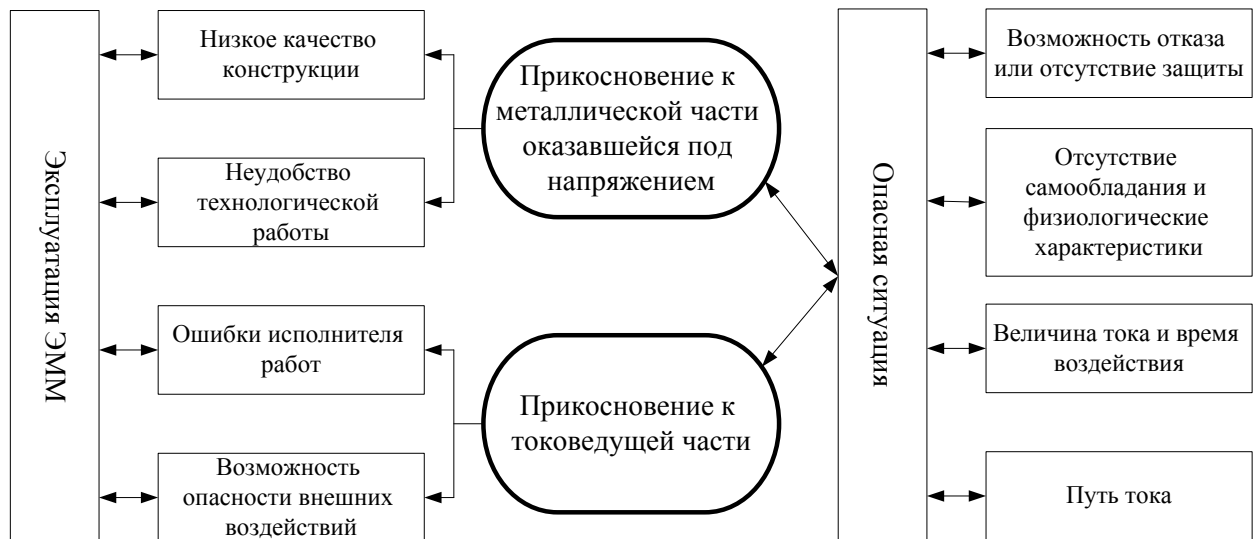 Эксплуатация ЭММ
Низкое качество
конструкции
Неудобство
технологической
работы
Ошибки исполнителя
работ
Возможность
опасности внешних
воздействий
Прикосновение к
металлической части
оказавшейся под
напряжением
Прикосновение к
токоведущей части
Опасная ситуация
Возможность отказа
или отсутствие защиты
Отсутствие
самообладания и
физиологические
характеристики
Величина тока и время
воздействия
Путь тока